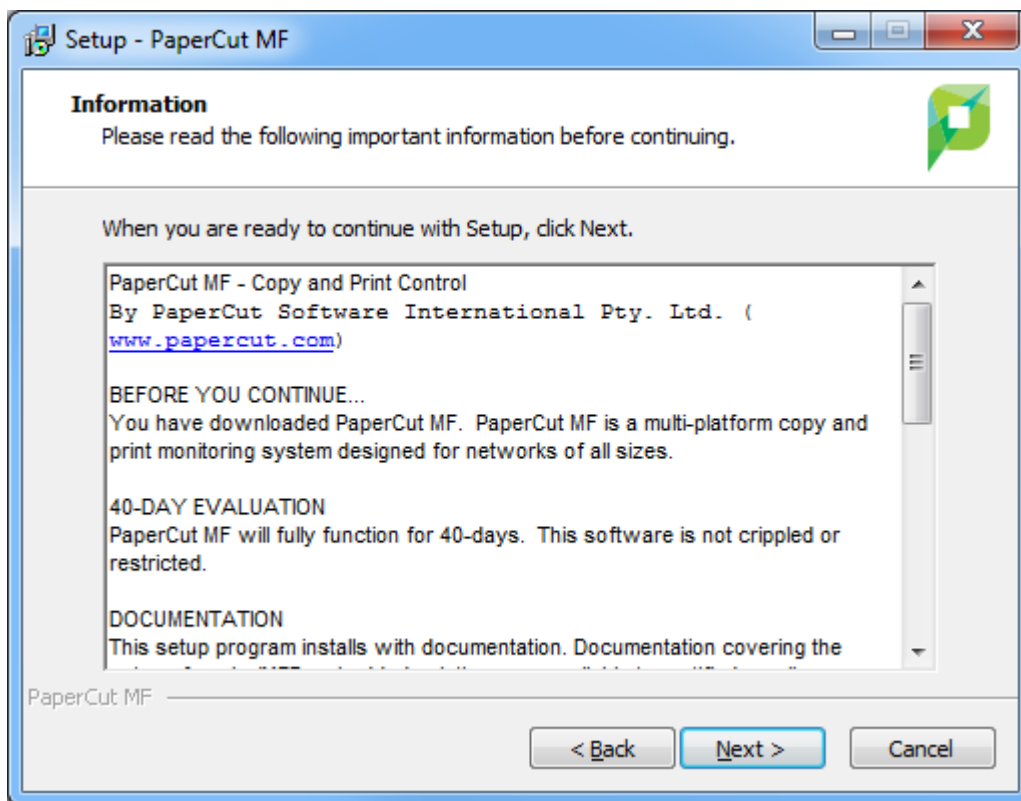 Setup - PaperCut MF
Information
Please read the following important information before continuing.
When you are ready to continue with Setup, click Next.
PaperCut MF - Copy and Print Control
By PaperCut Software International Pty. Ltd. (
www.papercut.com)
BEFORE YOU CONTINUE...
You have downloaded PaperCut MF.  PaperCut MF is a multi-platform copy and
print monitoring system designed for networks of all sizes.
40-DAY EVALUATION
PaperCut MF will fully function for 40-days.  This software is not crippled or
restricted.
DOCUMENTATION
This setup program installs with documentation. Documentation covering the
PaperCut MF
< Back
Next >
Cancel